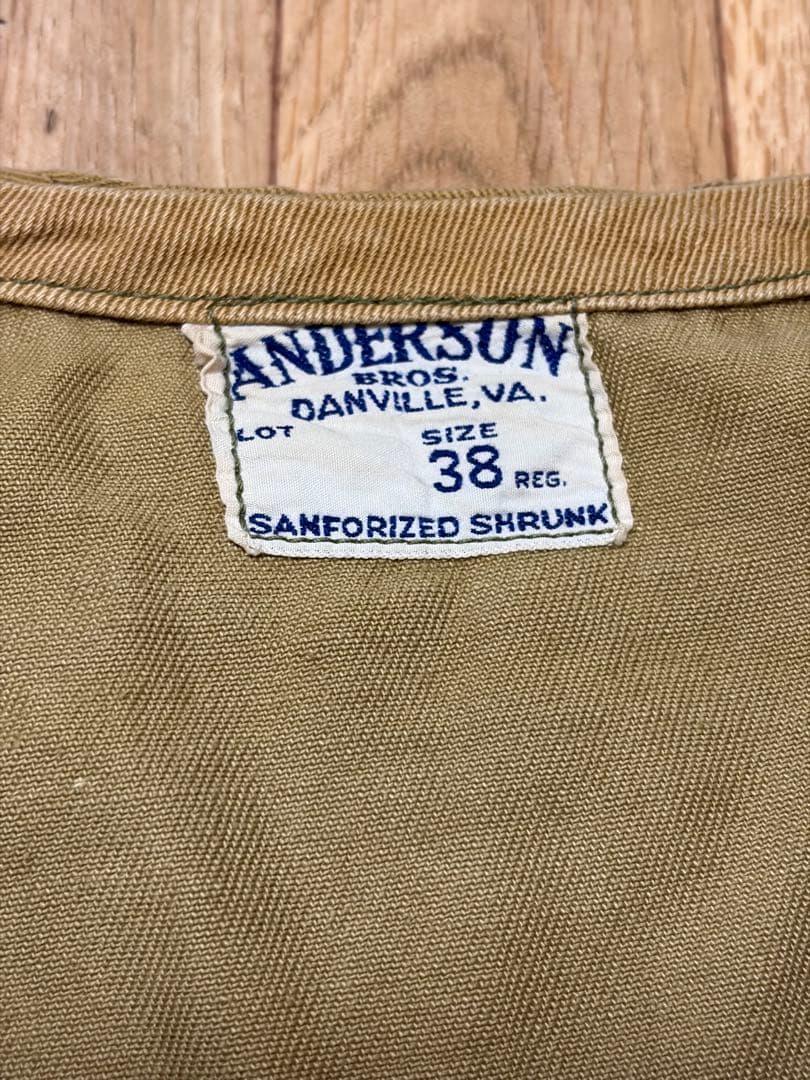 ANDERSON
BROS.
DANVILLE, VA.
LOT SIZE
38 REG.
SANFORIZED SHRUNK